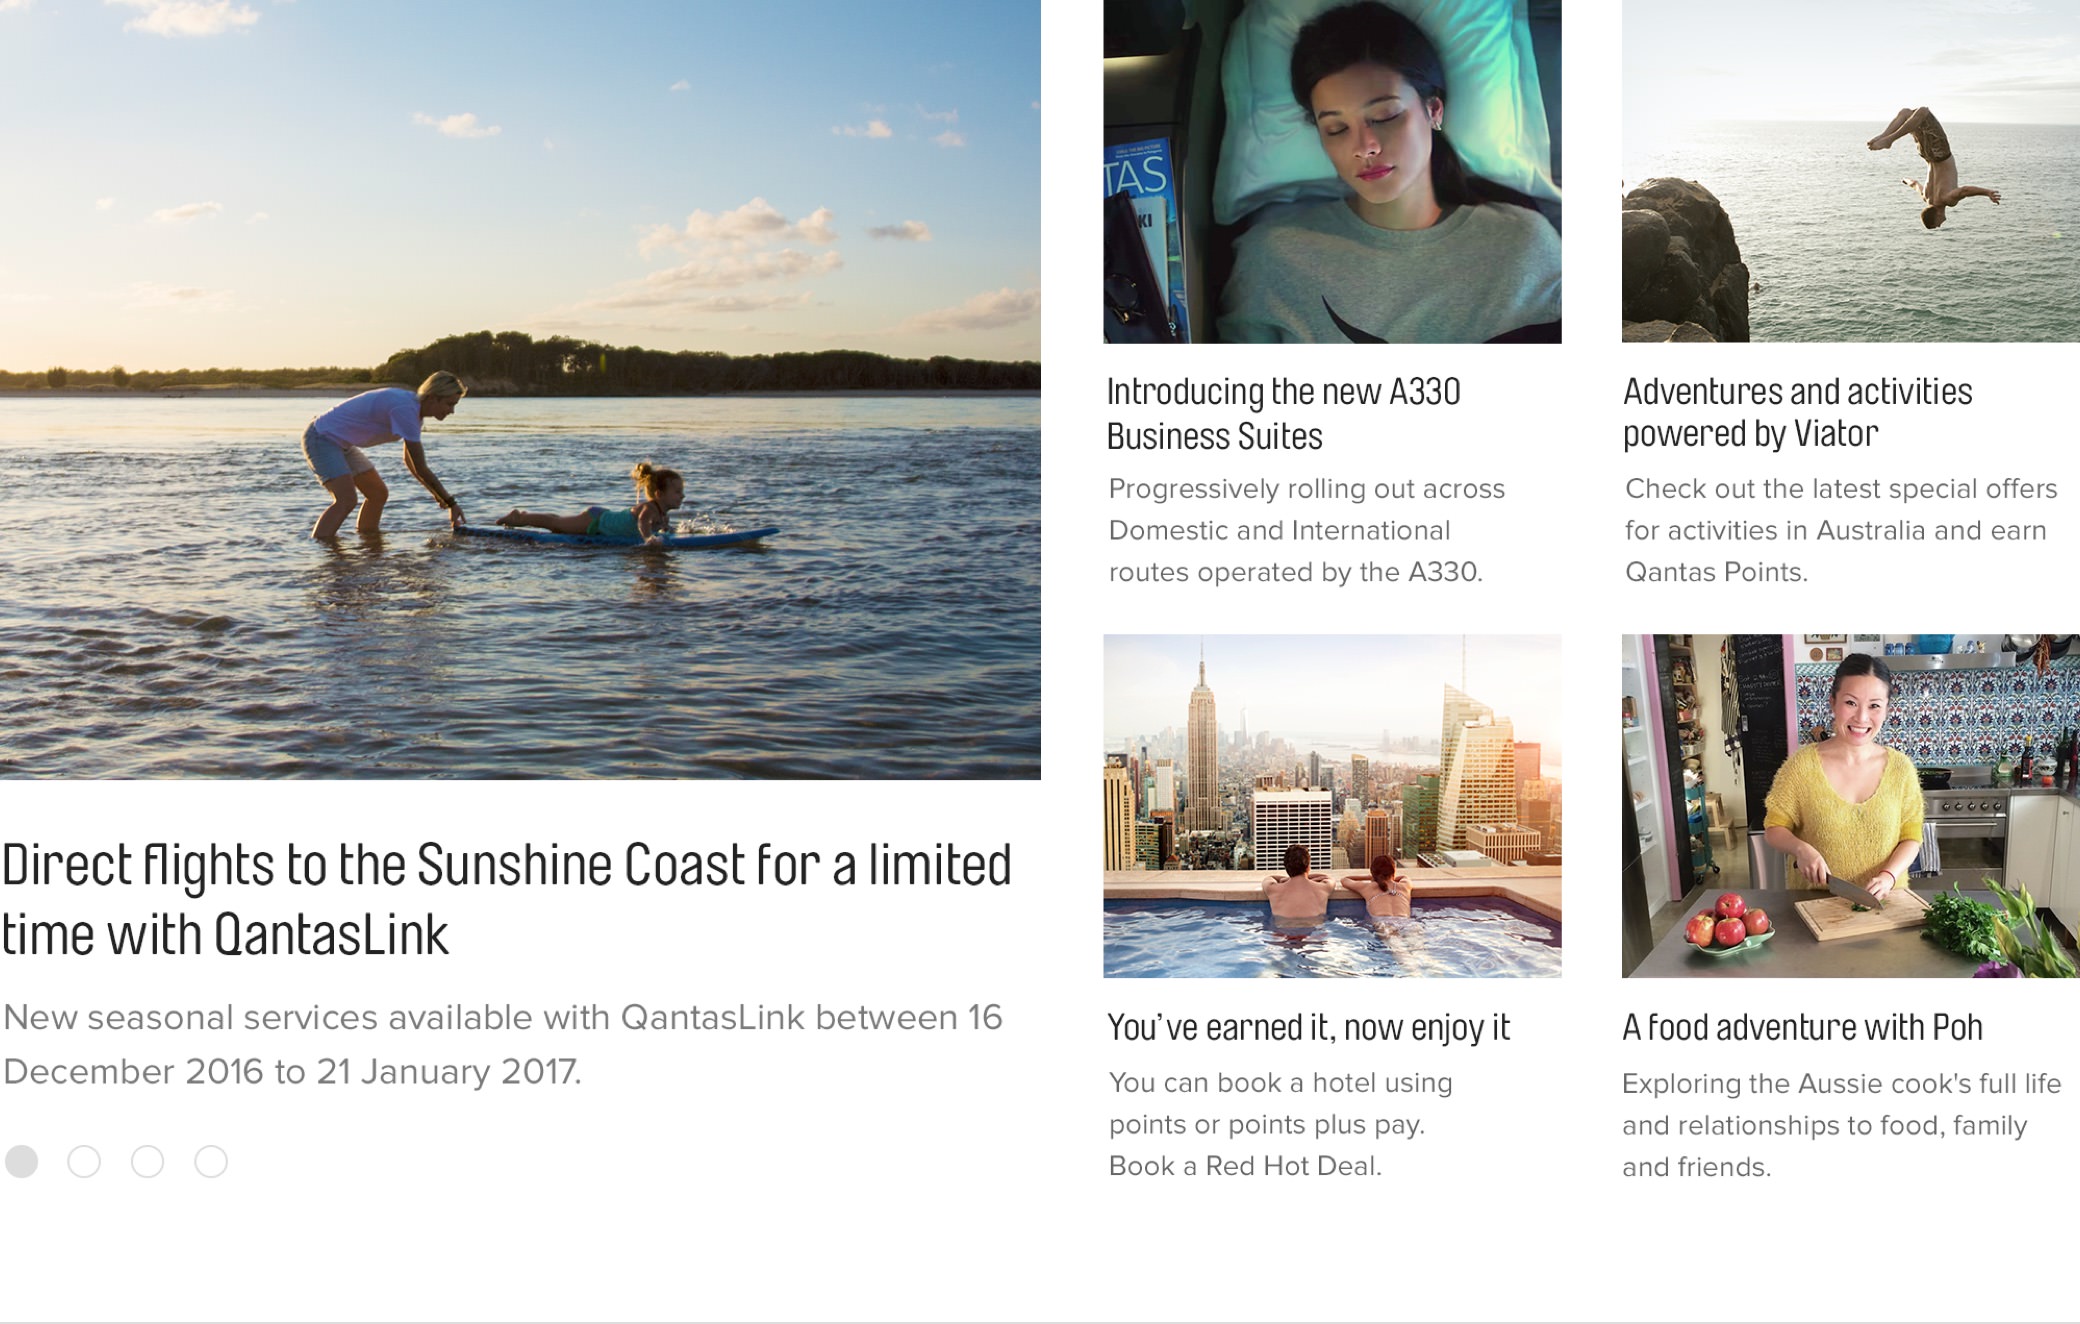 Direct flights to the Sunshine Coast for a limited
time with QantasLink
New seasonal services available with QantasLink between 16
December 2016 to 21 January 2017.
TAS
KI
Introducing the new A330
Business Suites
Progressively rolling out across
Domestic and International
routes operated by the A330.
Adventures and activities
powered by Viator
Check out the latest special offers
for activities in Australia and earn
Qantas Points.
You've earned it, now enjoy it
You can book a hotel using
points or points plus pay.
Book a Red Hot Deal.
A food adventure with Poh
Exploring the Aussie cook's full life
and relationships to food, family
and friends.